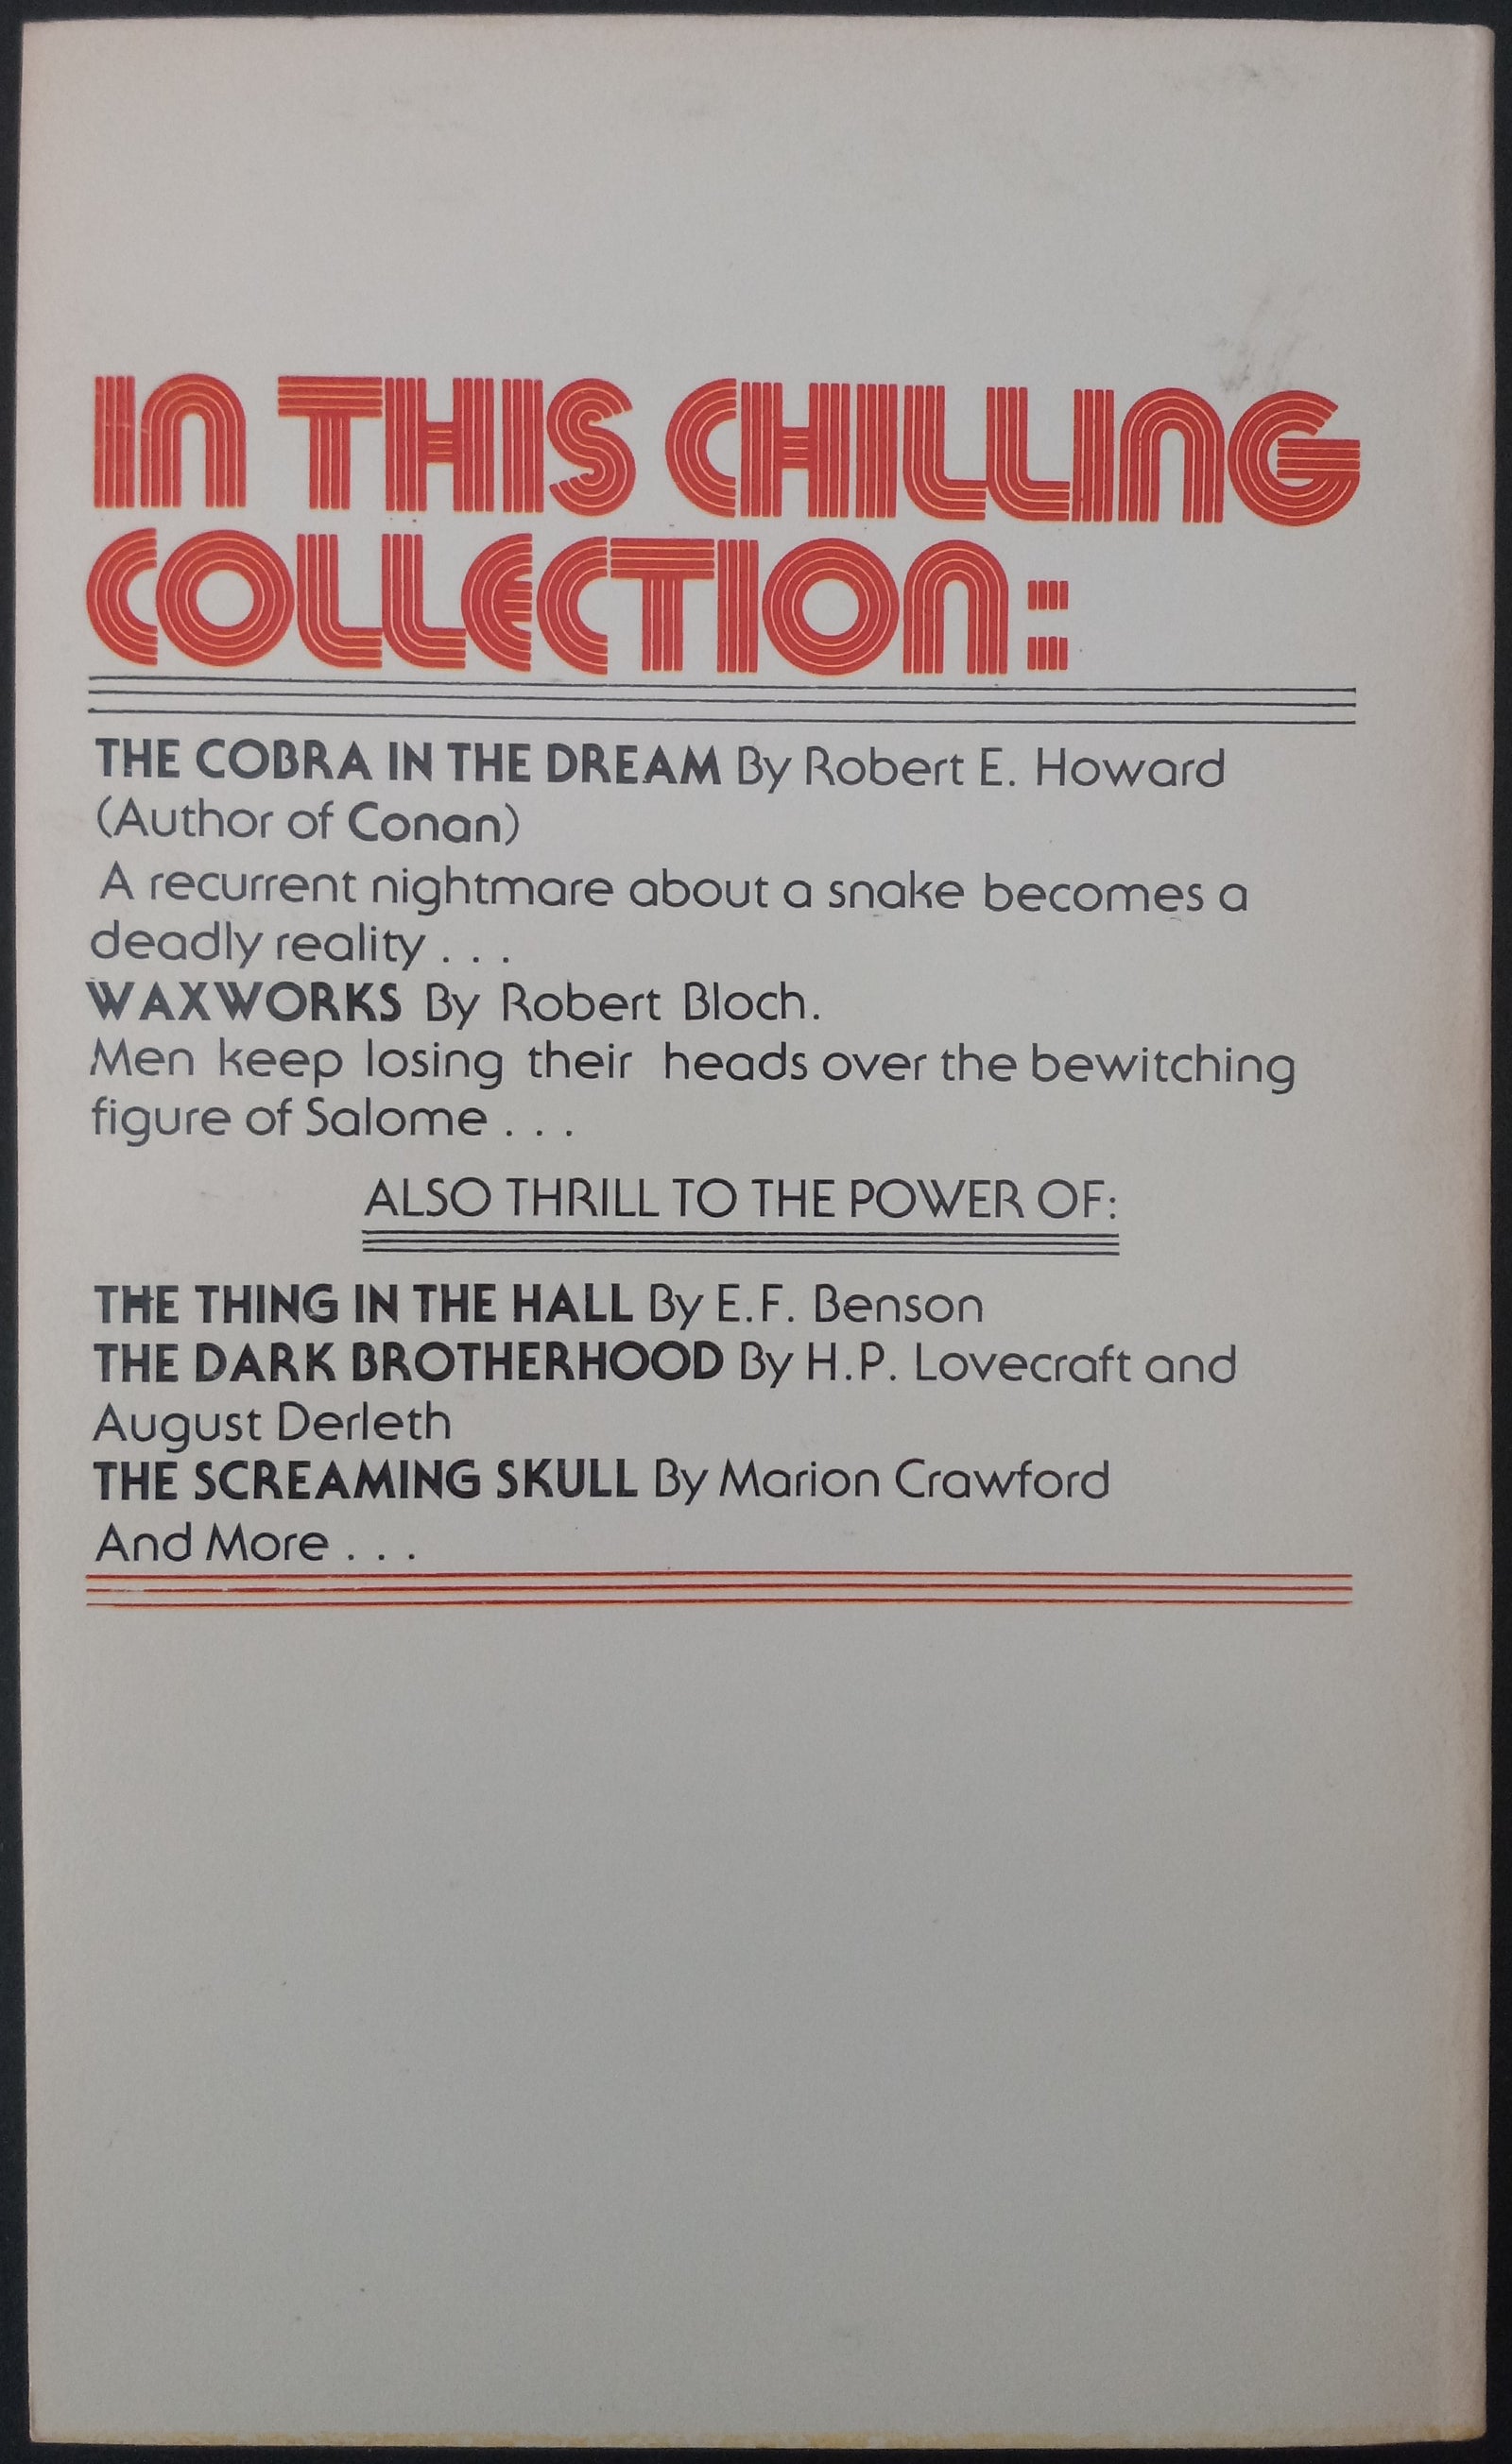 IN THIS CHILLING
COLLECTION:
THE COBRA IN THE DREAM By Robert E. Howard
(Author of Conan)
A recurrent nightmare about a snake becomes a
deadly reality . . .
WAXWORKS By Robert Bloch.
Men keep losing their heads over the bewitching
figure of Salome . . .
ALSO THRILL TO THE POWER OF:
THE THING IN THE HALL By E.F. Benson
THE DARK BROTHERHOOD By H.P. Lovecraft and
August Derleth
THE SCREAMING SKULL By Marion Crawford
And More . . .